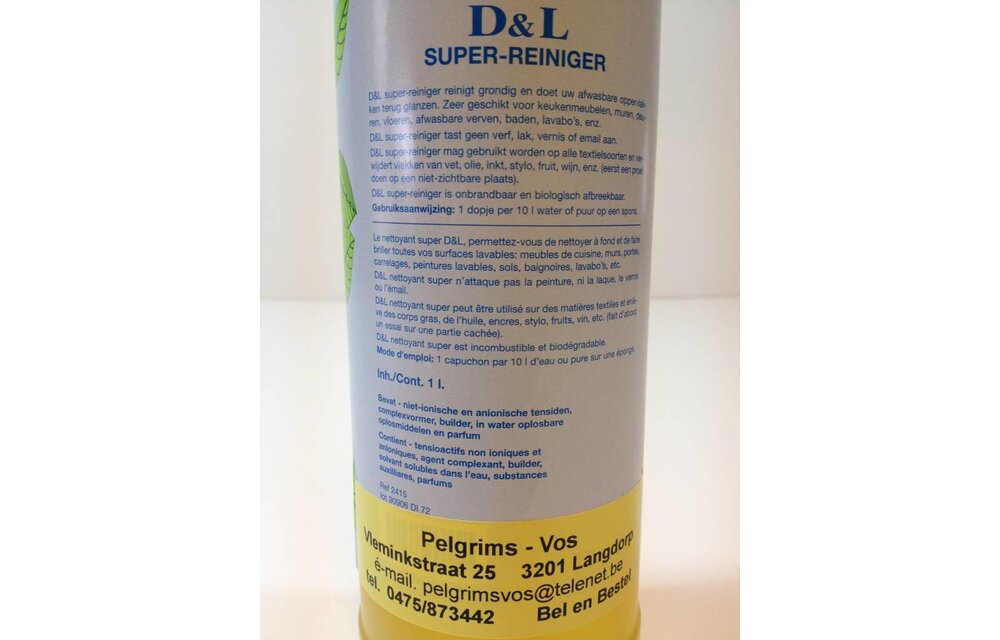 D&L
SUPER-REINIGER
D&L super-reiniger reinigt grondig en doet uw afwasbare oppervlak-
ken terug glanzen. Zeer geschikt voor keukenmeubelen, muren, deu-
ren, vloeren, afwasbare verven, baden, lavabo's, enz.
D&L super-reiniger tast geen verf, lak, vernis of email aan.
D&L super-reiniger mag gebruikt worden op alle textielsoorten en ver-
wijdert vlekken van vet, olie, inkt, stylo, fruit, wijn, enz. (eerst een proef
doen op een niet-zichtbare plaats).
D&L super-reiniger is onbrandbaar en biologisch afbreekbaar.
Gebruiksaanwijzing: 1 dopje per 10 l water of puur op een spons.
Le nettoyant super D&L, permettez-vous de nettoyer à fond et de faire
briller toutes vos surfaces lavables: meubles de cuisine, murs, portes,
carrelages, peintures lavables, sols, baignoires, lavabo's, etc.
D&L nettoyant super n'attaque pas la peinture, ni la laque, le vernis
ou l'émail.
D&L nettoyant super peut être utilisé sur des matières textiles et enlè-
ve des corps gras, de l'huile, encres, stylo, fruits, vin, etc. (fait d'abord
un essai sur une partie cachée).
D&L nettoyant super est incombustible et biodégradable.
Mode d'emploi: 1 capuchon par 10 l d'eau ou pure sur une éponge.
Inh./Cont. 1 l.
Bevat - niet-ionische en anionische tensiden,
complexvormer, builder, in water oplosbare
oplosmiddelen en parfum
Contient - tensioactifs non ioniques et
anioniques, agent complexant, builder,
solvant solubles dans l'eau, substances
auxiliares, parfums
Ref 2415
lot 90906 DI 72
Pelgrims - Vos
Vleminkstraat 25 3201 Langdorp
é-mail. pelgrimsvos@telenet.be
tel. 0475/873442 Bel en Bestel